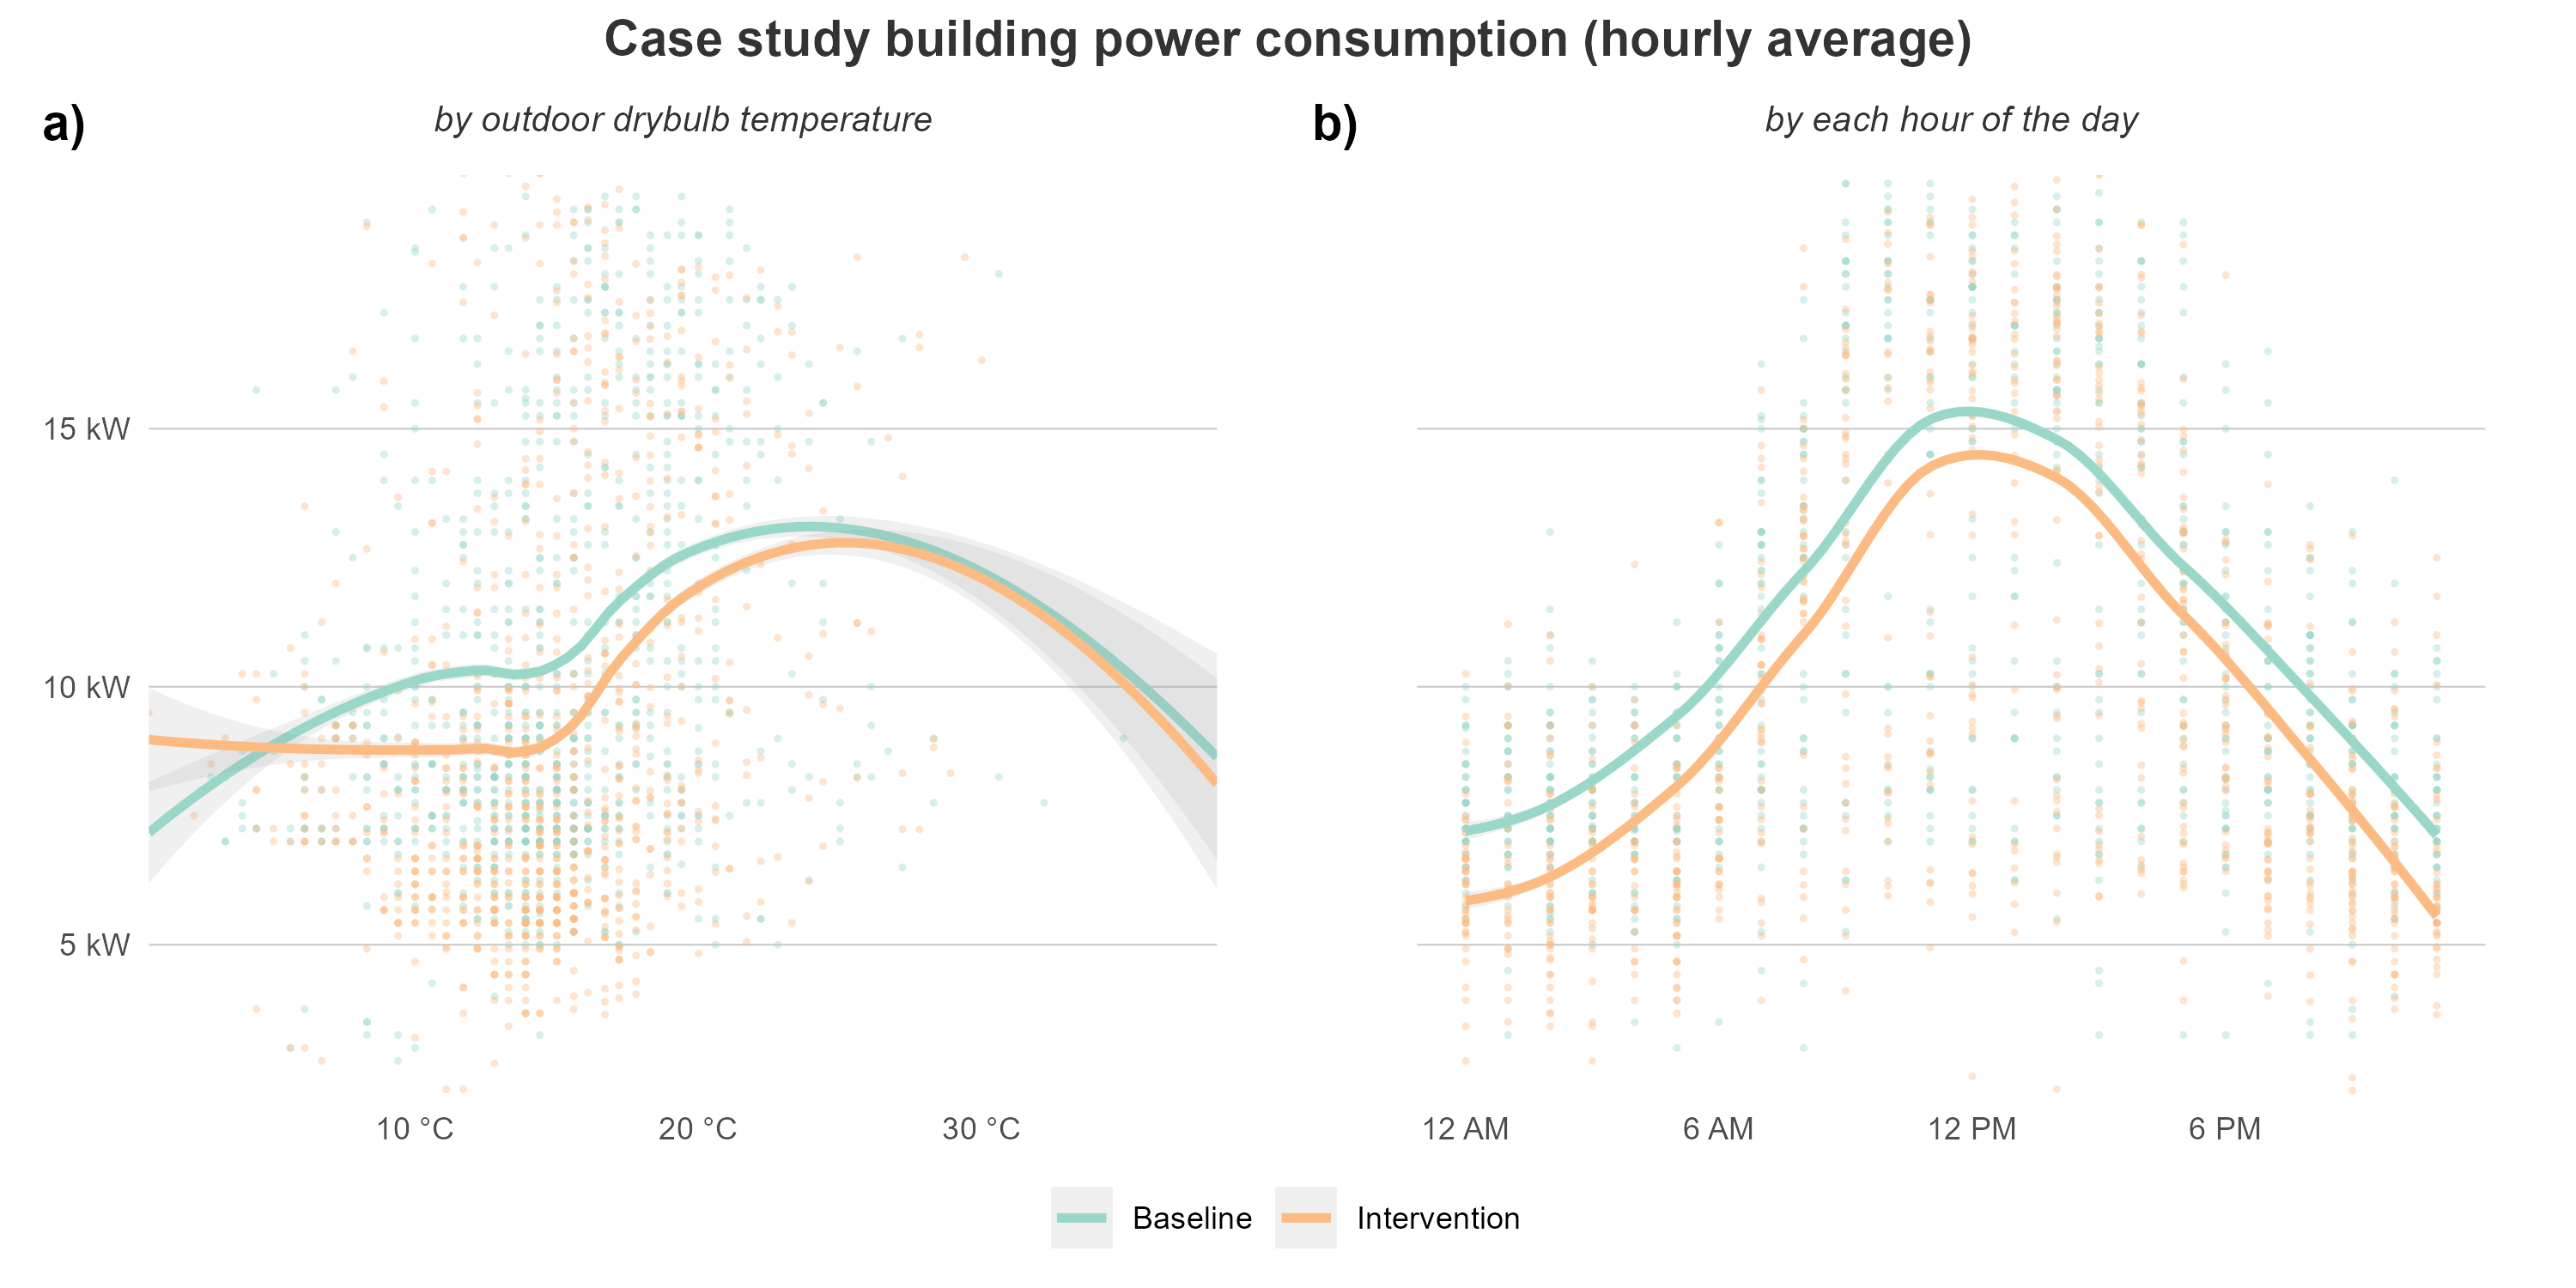 Case study building power consumption (hourly average)
a)
by outdoor drybulb temperature
b)
by each hour of the day
15 kW
10 kW
5 kW
10 °C
20 °C
30 °C
12 AM
6 AM
12 PM
6 PM
Baseline
Intervention